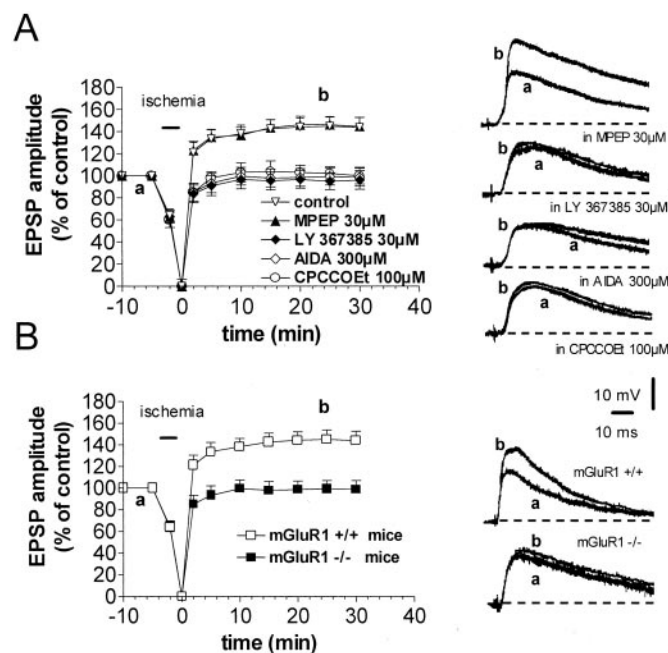 A
EPSP amplitude
(% of control)
180
160
140
120
100
80
60
40
20
0
ischemia
a
b
control
MPEP 30µM
LY 367385 30µM
AIDA 300µM
CPCCOEt 100µM
-10 0 10 20 30 40
time (min)
b
a
in MPEP 30µM
b
a
in LY 367385 30µM
b
a
in AIDA 300µM
b
a
in CPCCOEt 100µM
B
EPSP amplitude
(% of control)
180
160
140
120
100
80
60
40
20
0
ischemia
a
b
mGluR1 +/+ mice
mGluR1 -/- mice
-10 0 10 20 30 40
time (min)
10 mV
10 ms
b
mGluR1 +/+
a
b
mGluR1 -/-
a